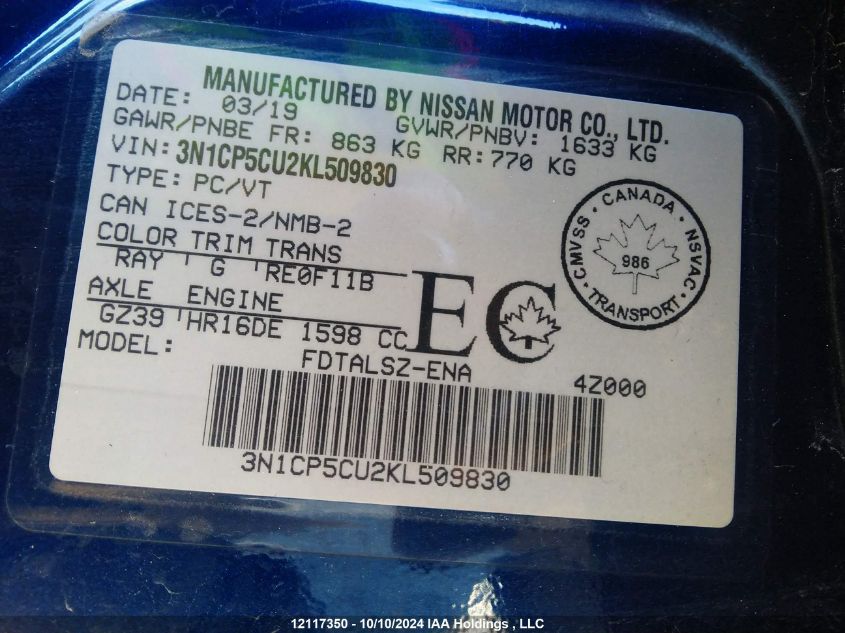 MANUFACTURED BY NISSAN MOTOR CO., LTD.
DATE: 03/19 GVWR/PNBV: 1633 KG
GAWR/PNBE FR: 863 KG RR:770 KG
VIN: 3N1CP5CU2KL509830
TYPE: PC/VT
CAN ICES-2/NMB-2
COLOR TRIM TRANS
RAY G RE0F11B
AXLE ENGINE
GZ39 HR16DE 1598 CC
MODEL: FDTALSZ-ENA 4Z000
EC
CMVSS • CANADA • NSVAC • TRANSPORT •
986
3N1CP5CU2KL509830
12117350 - 10/10/2024 IAA Holdings , LLC